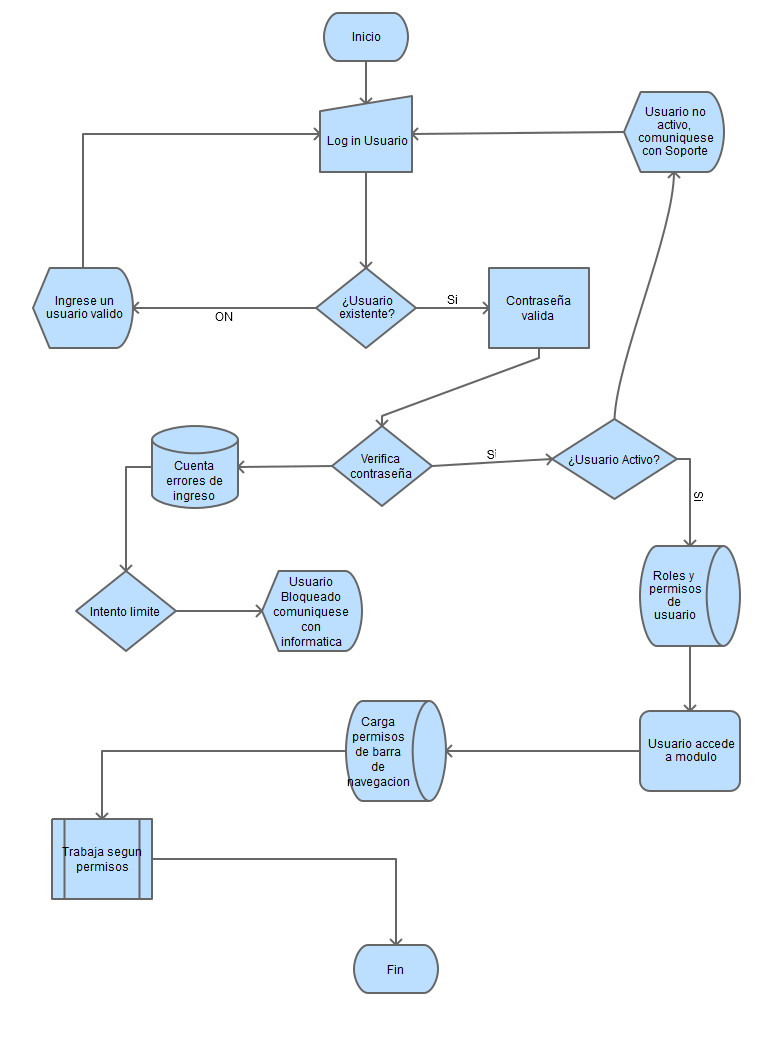 Inicio
Log in Usuario
Usuario no
activo,
comuniquese
con Soporte
Ingrese un
usuario valido
ON
¿Usuario
existente?
Si
Contraseña
valida
Cuenta
errores de
ingreso
Verifica
contraseña
Sí
¿Usuario Activo?
Si
Intento limite
Usuario
Bloqueado
comuniquese
con
informatica
Roles y
permisos
de
usuario
Carga
permisos
de barra
de
navegacion
Usuario accede
a modulo
Trabaja segun
permisos
Fin